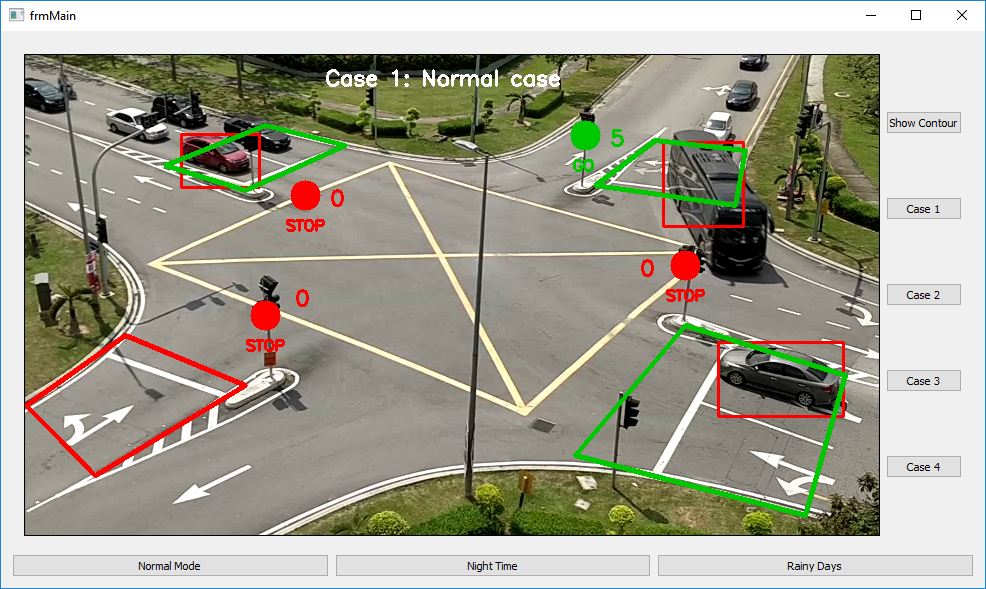 frmMain
Case 1: Normal case
5
GO
0
STOP
0
STOP
0
STOP
Show Contour
Case 1
Case 2
Case 3
Case 4
Normal Mode
Night Time
Rainy Days